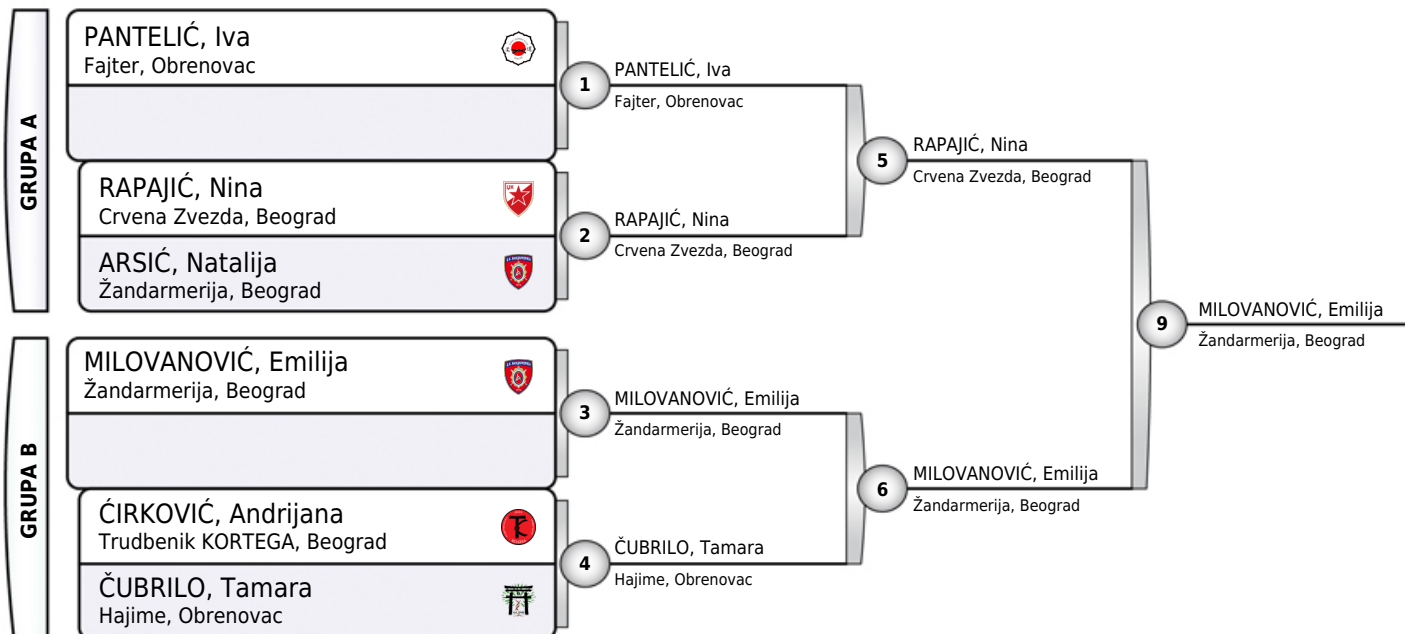 GRUPA A
PANTELIĆ, Iva
Fajter, Obrenovac
RAPAJIĆ, Nina
Crvena Zvezda, Beograd
ARSIĆ, Natalija
Žandarmerija, Beograd
GRUPA B
MILOVANOVIĆ, Emilija
Žandarmerija, Beograd
ĆIRKOVIĆ, Andrijana
Trudbenik KORTEGA, Beograd
ČUBRILO, Tamara
Hajime, Obrenovac
1
PANTELIĆ, Iva
Fajter, Obrenovac
2
RAPAJIĆ, Nina
Crvena Zvezda, Beograd
3
MILOVANOVIĆ, Emilija
Žandarmerija, Beograd
4
ČUBRILO, Tamara
Hajime, Obrenovac
5
RAPAJIĆ, Nina
Crvena Zvezda, Beograd
6
MILOVANOVIĆ, Emilija
Žandarmerija, Beograd
9
MILOVANOVIĆ, Emilija
Žandarmerija, Beograd